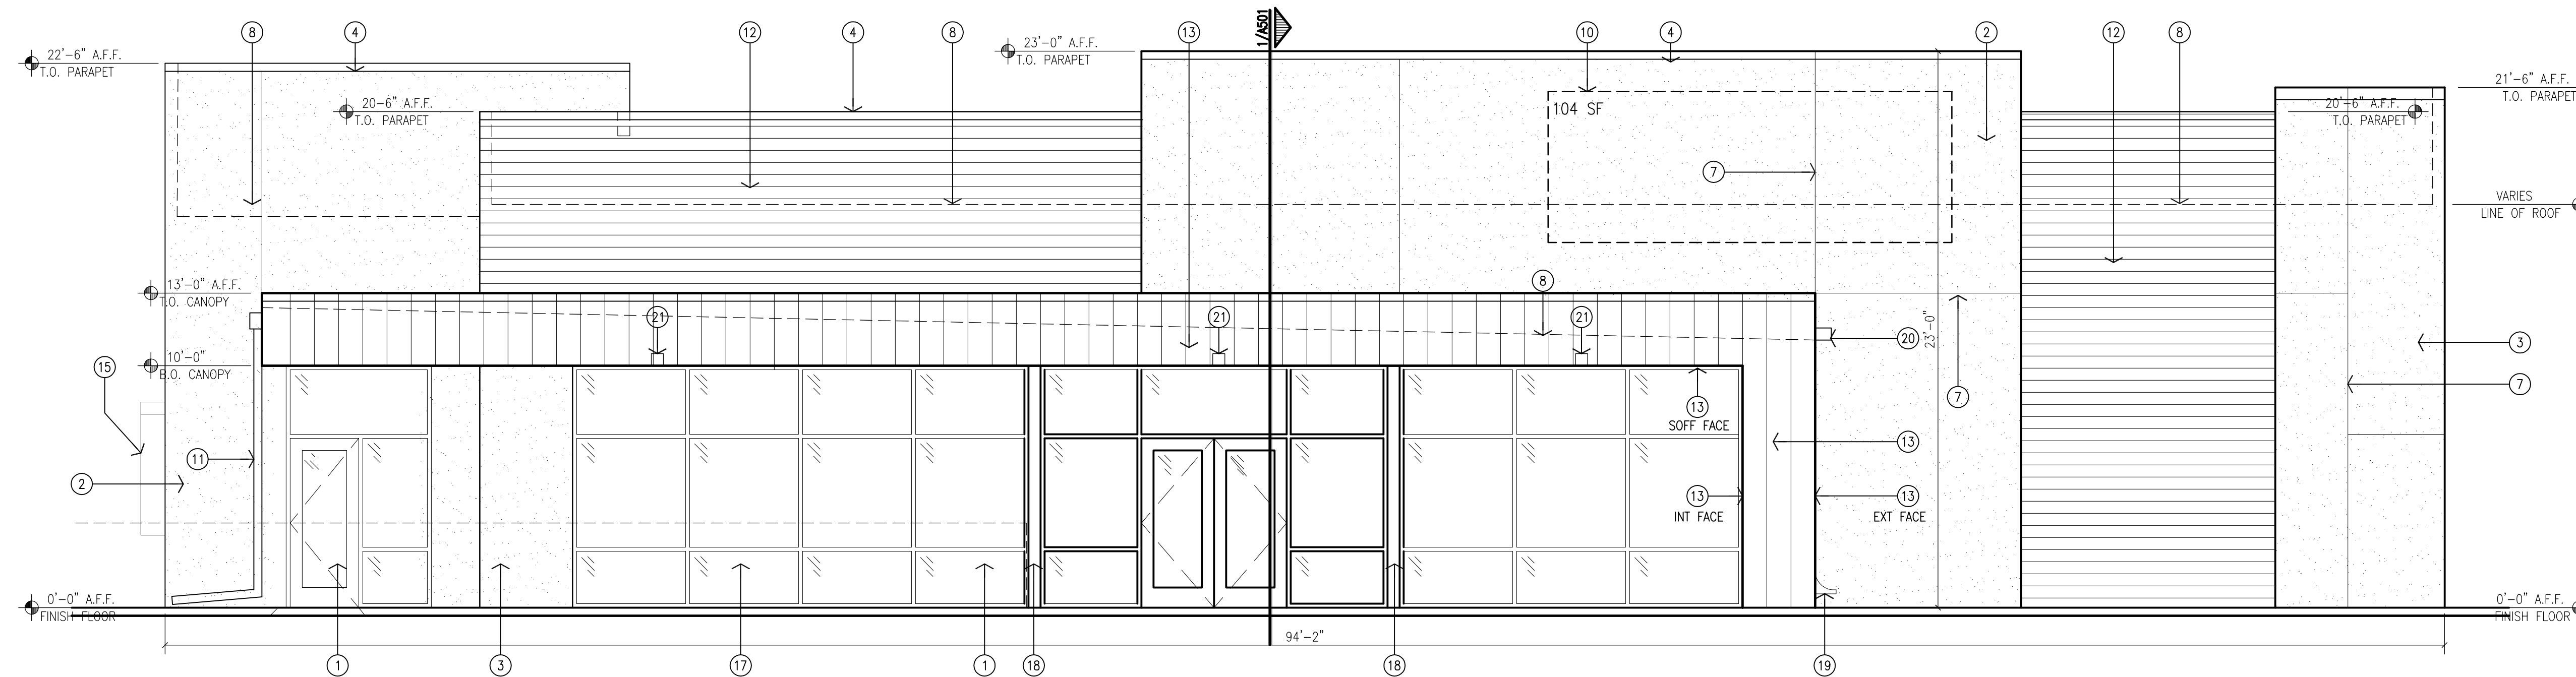 8
4
12
4
8
13
1/A501
10
4
2
12
8
22'-6" A.F.F.
T.O. PARAPET
23'-0" A.F.F.
T.O. PARAPET
21'-6" A.F.F.
T.O. PARAPET
20-6" A.F.F.
T.O. PARAPET
104 SF
20'-6" A.F.F.
T.O. PARAPET
7
VARIES
LINE OF ROOF
13'-0" A.F.F.
T.O. CANOPY
8
21
21
21
20
23'-0"
3
10'-0"
B.O. CANOPY
15
7
7
13
SOFF FACE
13
11
2
13
INT FACE
13
EXT FACE
0'-0" A.F.F.
FINISH FLOOR
0'-0" A.F.F.
FINISH FLOOR
94'-2"
1
3
17
1
18
18
19